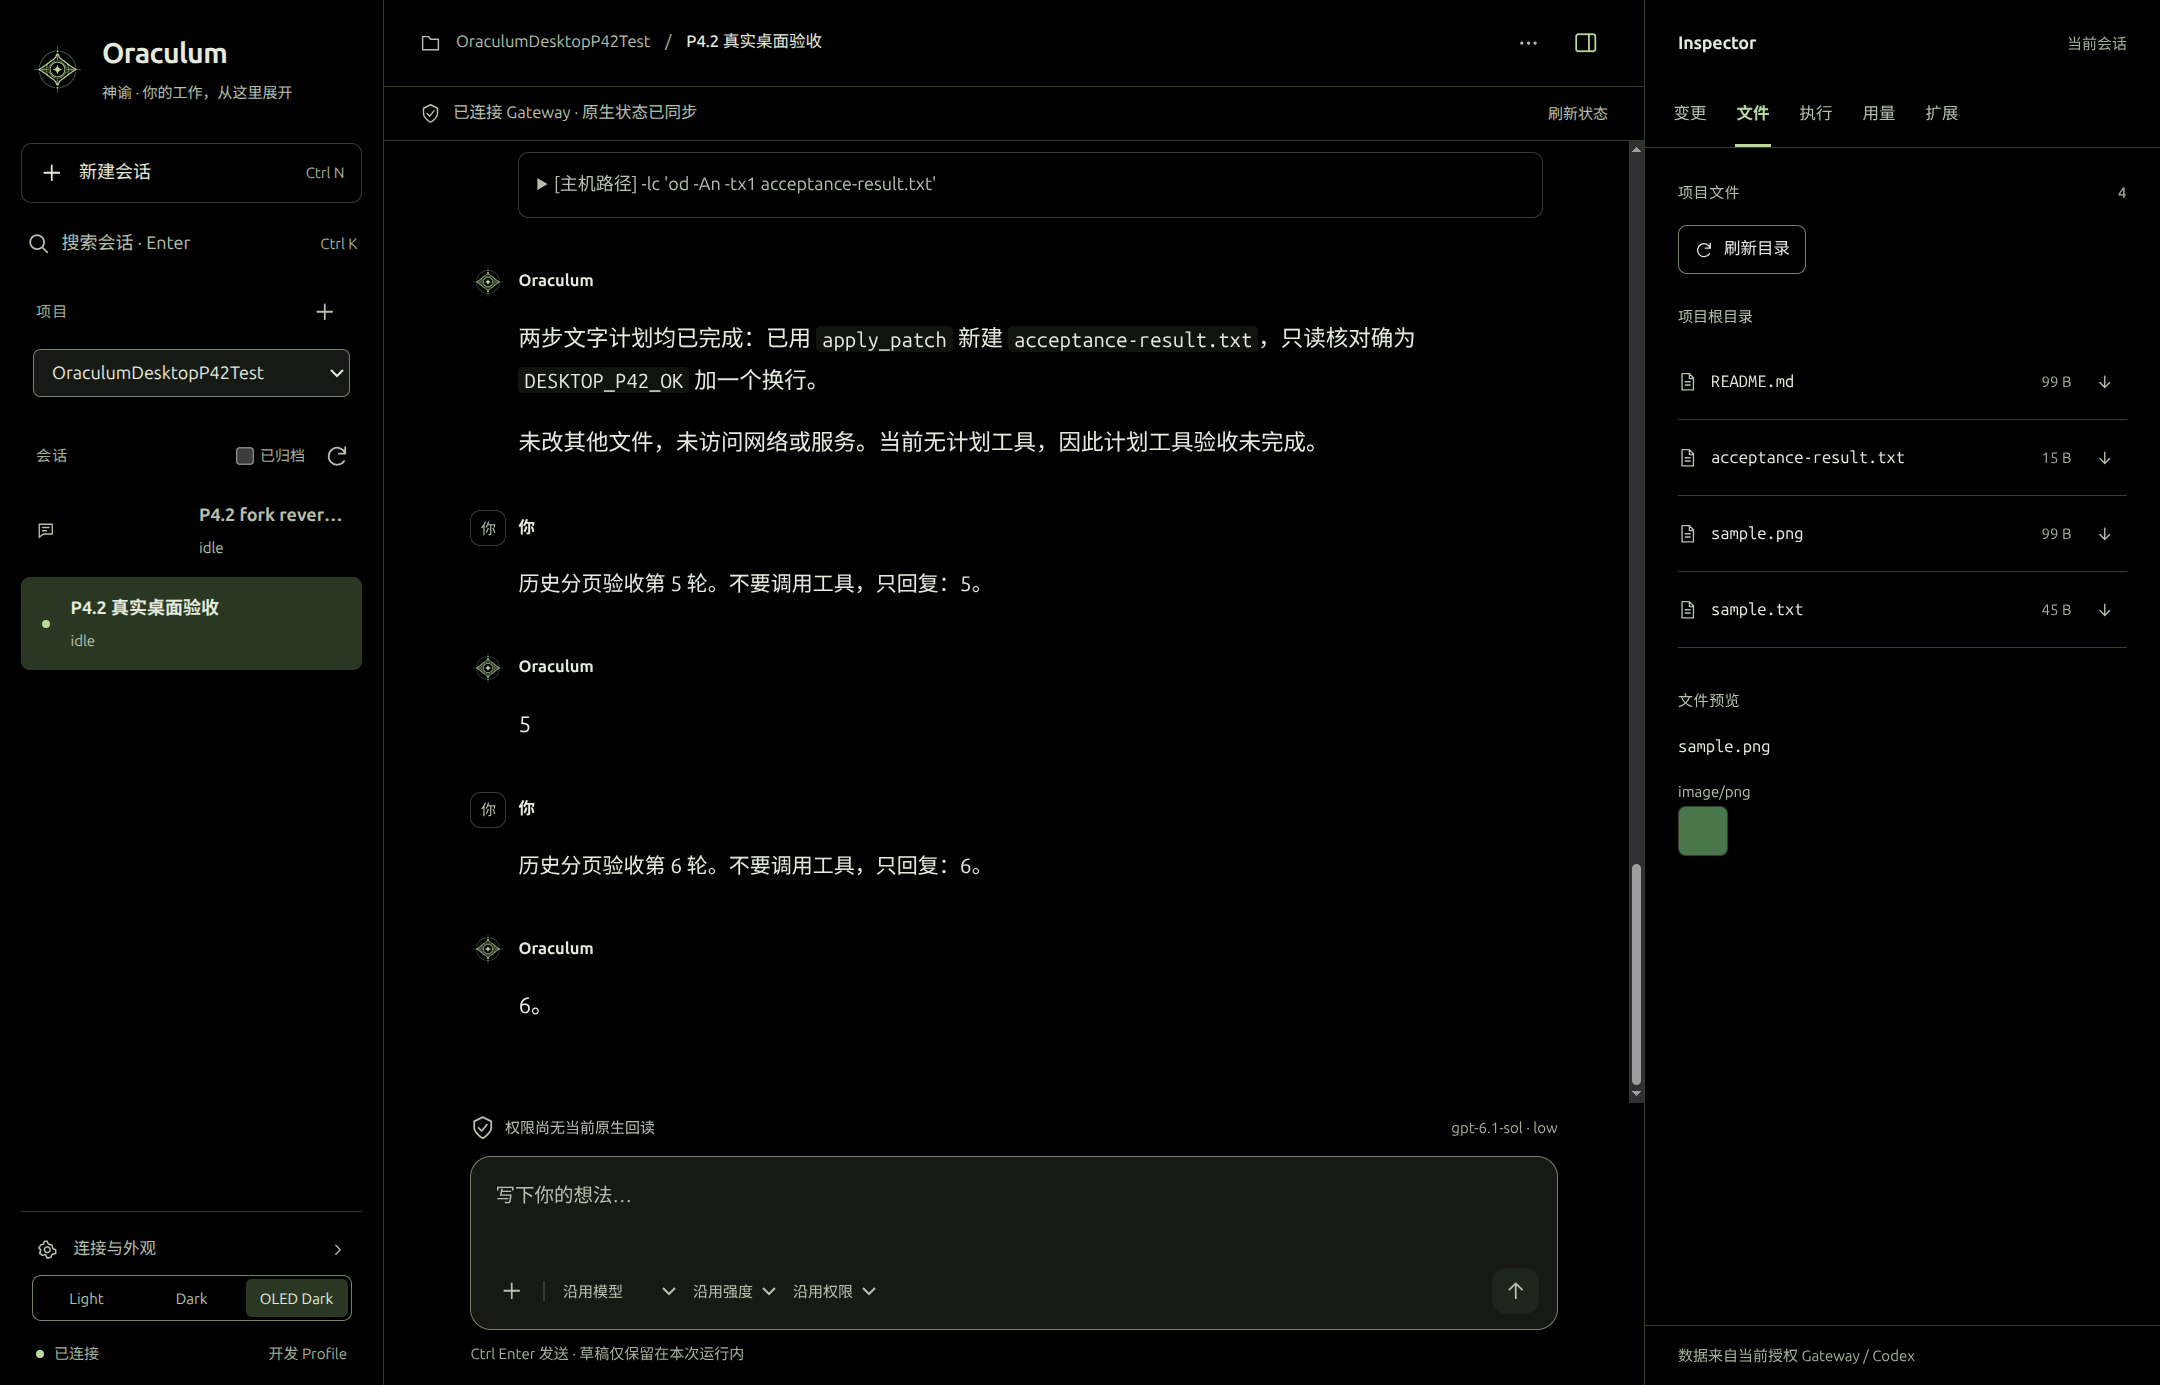 Oraculum
神谕 · 你的工作，从这里展开
新建会话 Ctrl N
搜索会话 · Enter Ctrl K
项目
OraculumDesktopP42Test
会话 已归档
P4.2 fork rever...
idle
P4.2 真实桌面验收
idle
连接与外观
Light Dark OLED Dark
已连接 开发 Profile
OraculumDesktopP42Test / P4.2 真实桌面验收
已连接 Gateway · 原生状态已同步 刷新状态
[主机路径] -lc 'od -An -tx1 acceptance-result.txt'
Oraculum
两步文字计划均已完成：已用 apply_patch 新建 acceptance-result.txt，只读核对确为
DESKTOP_P42_OK 加一个换行。
未改其他文件，未访问网络或服务。当前无计划工具，因此计划工具验收未完成。
你 你
历史分页验收第 5 轮。不要调用工具，只回复：5。
Oraculum
5
你 你
历史分页验收第 6 轮。不要调用工具，只回复：6。
Oraculum
6。
权限尚无当前原生回读 gpt-6.1-sol · low
写下你的想法...
沿用模型 沿用强度 沿用权限
Ctrl Enter 发送 · 草稿仅保留在本次运行内
Inspector 当前会话
变更 文件 执行 用量 扩展
项目文件 4
刷新目录
项目根目录
README.md 99 B
acceptance-result.txt 15 B
sample.png 99 B
sample.txt 45 B
文件预览
sample.png
image/png
数据来自当前授权 Gateway / Codex